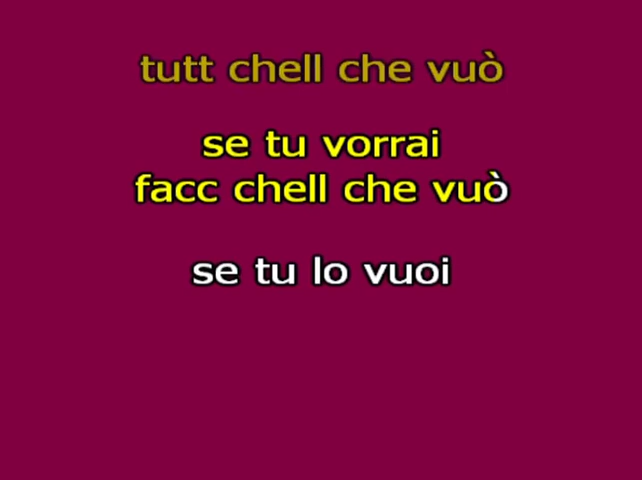 tutt chell che vuò
se tu vorrai
facc chell che vuò
se tu lo vuoi